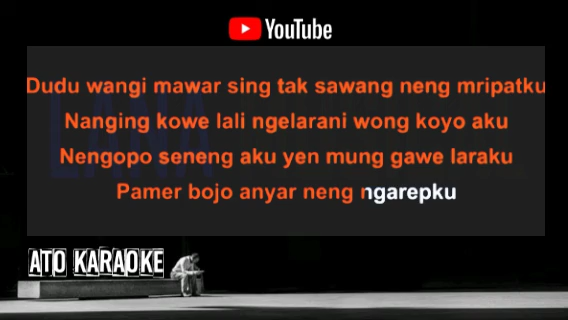 YouTube
Dudu wangi mawar sing tak sawang neng mripatku
Nanging kowe lali ngelarani wong koyo aku
Nengopo seneng aku yen mung gawe laraku
Pamer bojo anyar neng ngarepku
ATO KARAOKE